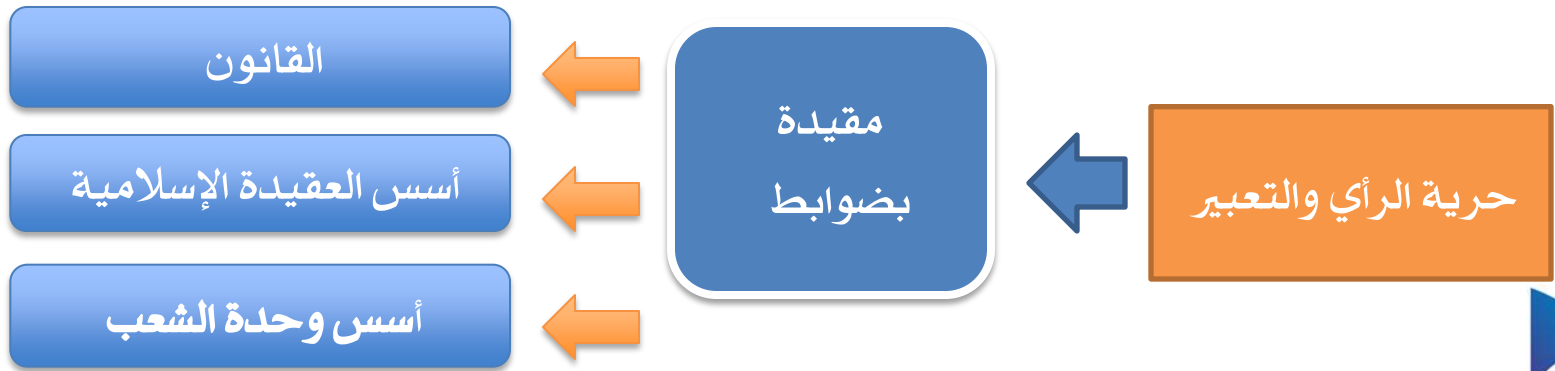 حرية الرأي والتعبير
مقيدة
بضوابط
القانون
أسس العقيدة الإسلامية
أسس وحدة الشعب